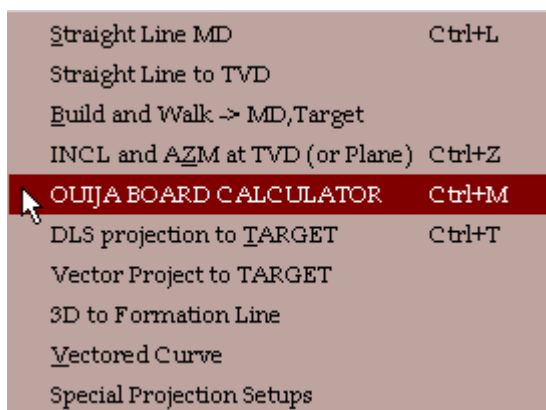 Straight Line MD Ctrl+L
Straight Line to TVD
Build and Walk -> MD,Target
INCL and AZM at TVD (or Plane) Ctrl+Z
OUIJA BOARD CALCULATOR Ctrl+M
DLS projection to TARGET Ctrl+T
Vector Project to TARGET
3D to Formation Line
Vectored Curve
Special Projection Setups